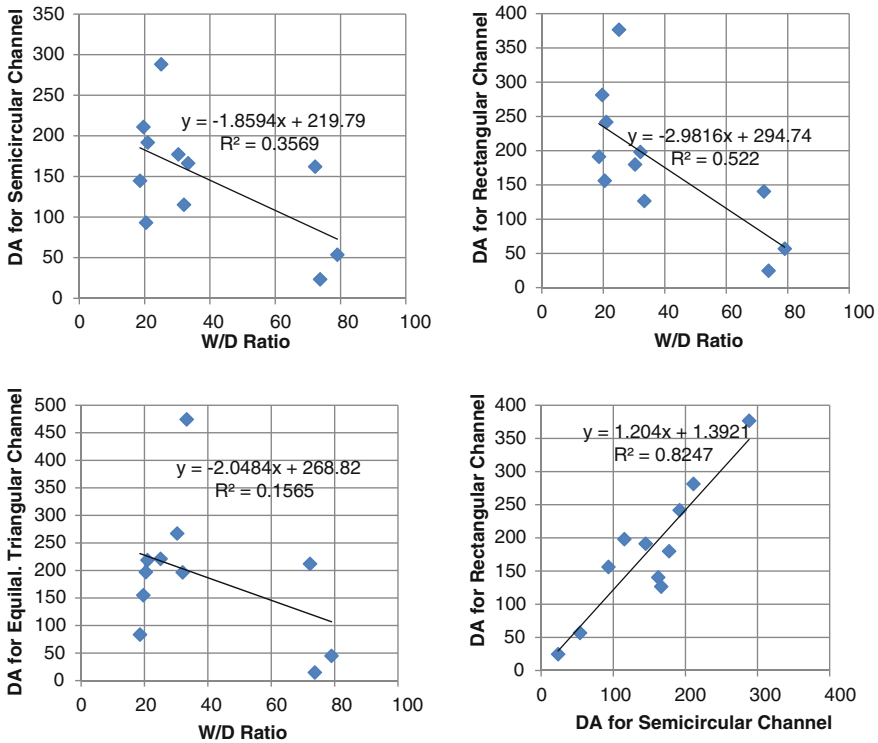 DA for Semicircular Channel
350
300
250
200
150
100
50
0
y = -1.8594x + 219.79
R² = 0.3569
0 20 40 60 80 100
W/D Ratio
DA for Rectangular Channel
400
350
300
250
200
150
100
50
0
y = -2.9816x + 294.74
R² = 0.522
0 20 40 60 80 100
W/D Ratio
DA for Equilal. Triangular Channel
500
450
400
350
300
250
200
150
100
50
0
y = -2.0484x + 268.82
R² = 0.1565
0 20 40 60 80 100
W/D Ratio
DA for Rectangular Channel
400
350
300
250
200
150
100
50
0
y = 1.204x + 1.3921
R² = 0.8247
0 100 200 300 400
DA for Semicircular Channel